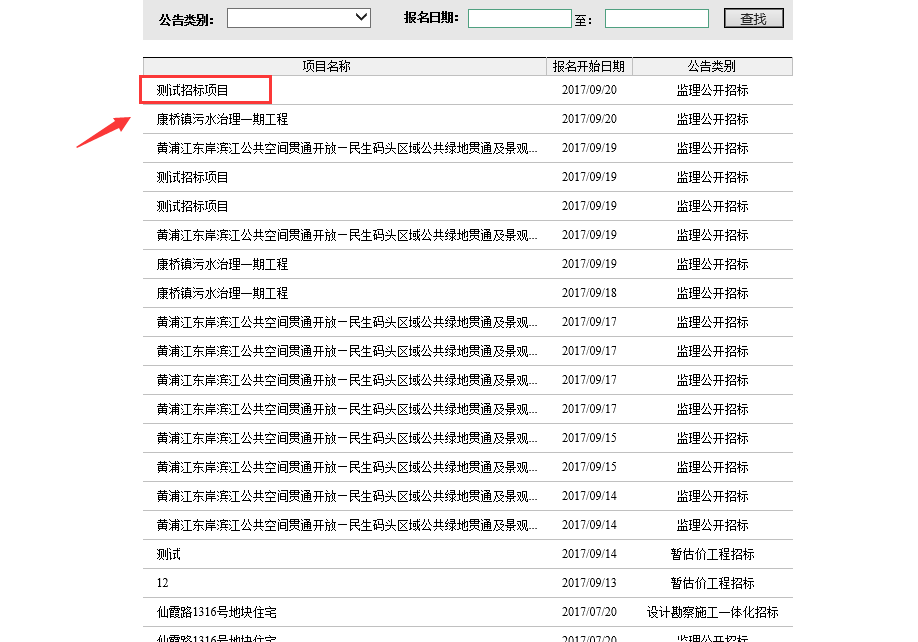 公告类别： 报名日期： 至： 查找
项目名称 报名开始日期 公告类别
测试招标项目 2017/09/20 监理公开招标
康桥镇污水治理一期工程 2017/09/20 监理公开招标
黄浦江东岸滨江公共空间贯通开放－民生码头区域公共绿地贯通及景观... 2017/09/19 监理公开招标
测试招标项目 2017/09/19 监理公开招标
测试招标项目 2017/09/19 监理公开招标
黄浦江东岸滨江公共空间贯通开放－民生码头区域公共绿地贯通及景观... 2017/09/19 监理公开招标
康桥镇污水治理一期工程 2017/09/19 监理公开招标
康桥镇污水治理一期工程 2017/09/18 监理公开招标
黄浦江东岸滨江公共空间贯通开放－民生码头区域公共绿地贯通及景观... 2017/09/17 监理公开招标
黄浦江东岸滨江公共空间贯通开放－民生码头区域公共绿地贯通及景观... 2017/09/17 监理公开招标
黄浦江东岸滨江公共空间贯通开放－民生码头区域公共绿地贯通及景观... 2017/09/17 监理公开招标
黄浦江东岸滨江公共空间贯通开放－民生码头区域公共绿地贯通及景观... 2017/09/17 监理公开招标
黄浦江东岸滨江公共空间贯通开放－民生码头区域公共绿地贯通及景观... 2017/09/15 监理公开招标
黄浦江东岸滨江公共空间贯通开放－民生码头区域公共绿地贯通及景观... 2017/09/15 监理公开招标
黄浦江东岸滨江公共空间贯通开放－民生码头区域公共绿地贯通及景观... 2017/09/14 监理公开招标
黄浦江东岸滨江公共空间贯通开放－民生码头区域公共绿地贯通及景观... 2017/09/14 监理公开招标
测试 2017/09/14 暂估价工程招标
12 2017/09/13 暂估价工程招标
仙霞路1316号地块住宅 2017/07/20 设计勘察施工一体化招标
仙霞路1316号地块住宅 2017/07/20 监理公开招标